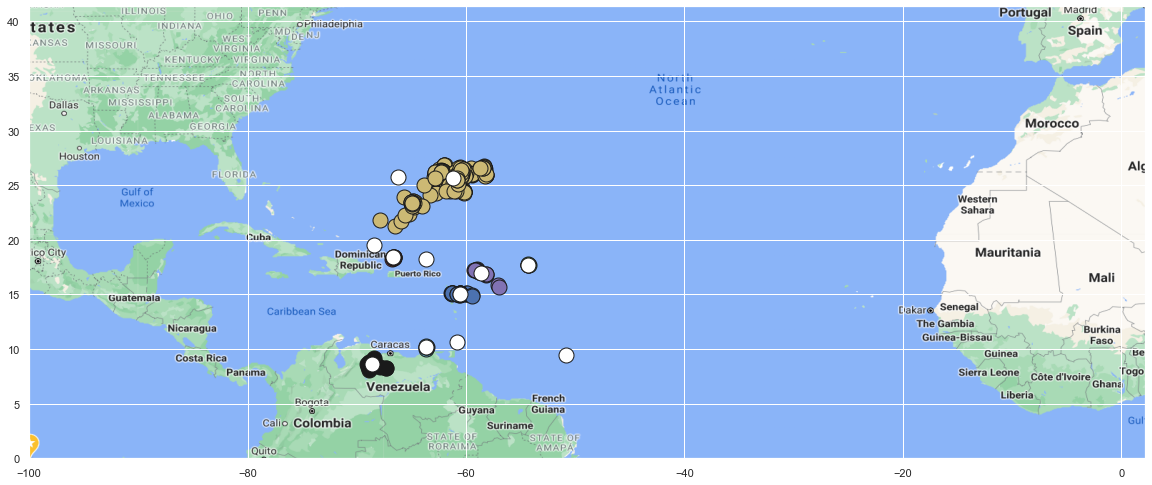 ILLINOIS
OHIO
PENN
Philadelphia
tates
INDIANA
MD
DE
NJ
KANSAS
MISSOURI
WEST
VIRGINIA
KENTUCKY
VIRGINIA
OKLAHOMA
TENNESSEE
NORTH
CAROLINA
ARKANSAS
SOUTH
CAROLINA
MISSISSIPPI
Dallas
ALABAMA
GEORGIA
EXAS
LOUISIANA
Houston
FLORIDA
Gulf of
Mexico
North
Atlantic
Ocean
Portugal
Madrid
Spain
Morocco
Alg
Western
Sahara
Mauritania
Mali
Cuba
ico City
Dominican
Republic
Puerto Rico
Guatemala
Caribbean Sea
Nicaragua
Caracas
Costa Rica
Panama
Venezuela
Bogota
Guyana
French
Guiana
Cali
Colombia
Suriname
STATE OF
RORAIMA
STATE OF
AMAPA
Quito
Dakar
Senegal
The Gambia
Guinea-Bissau
Burkina
Faso
Guinea
Be
Sierra Leone
Côte d'Ivoire
Togo
Ghana
Liberia
Gul
40
35
30
25
20
15
10
5
0
−100
−80
−60
−40
−20
0